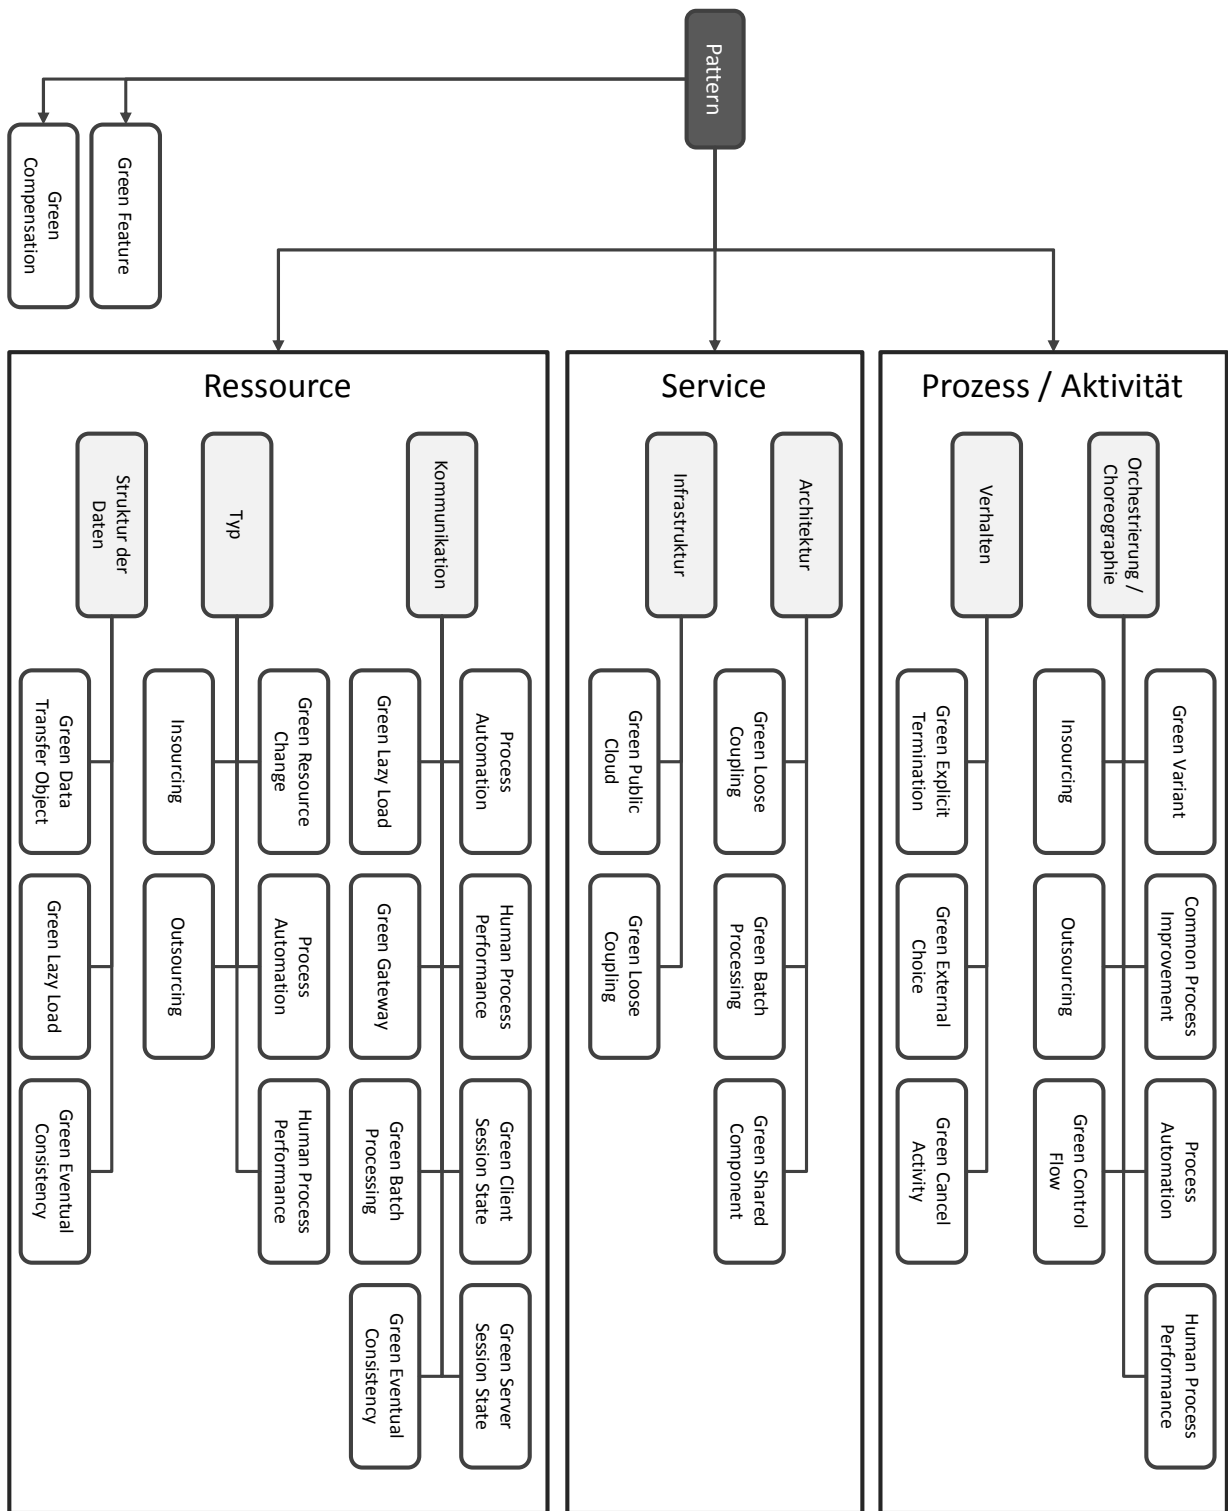 Pattern
Green Feature
Green
Compensation
Prozess / Aktivität
Orchestrierung /
Choreographie
Green Variant
Common Process
Improvement
Process
Automation
Human Process
Performance
Insourcing
Outsourcing
Green Control
Flow
Verhalten
Green Explicit
Termination
Green External
Choice
Green Cancel
Activity
Service
Architektur
Green Loose
Coupling
Green Batch
Processing
Green Shared
Component
Infrastruktur
Green Public
Cloud
Green Loose
Coupling
Ressource
Kommunikation
Process
Automation
Human Process
Performance
Green Client
Session State
Green Server
Session State
Green Lazy Load
Green Gateway
Green Batch
Processing
Green Eventual
Consistency
Typ
Green Resource
Change
Process
Automation
Human Process
Performance
Insourcing
Outsourcing
Struktur der
Daten
Green Data
Transfer Object
Green Lazy Load
Green Eventual
Consistency